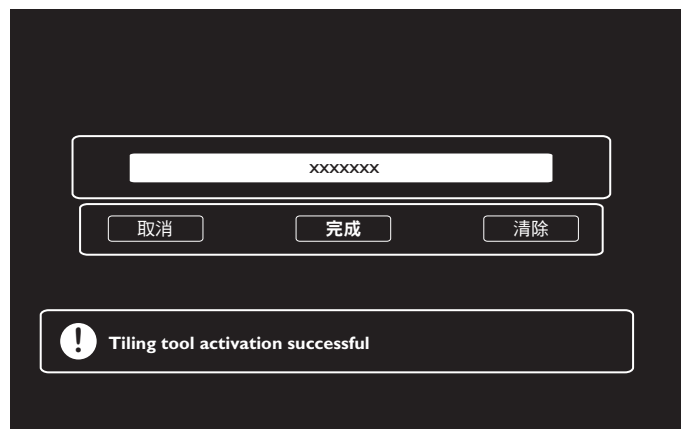 xxxxxxx
取消 完成 清除
Tiling tool activation successful